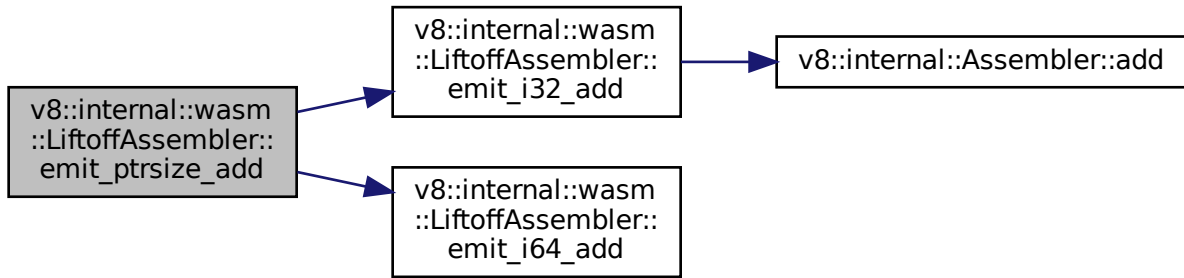 v8::internal::wasm
::LiftoffAssembler::
emit_ptrsize_add
v8::internal::wasm
::LiftoffAssembler::
emit_i32_add
v8::internal::Assembler::add
v8::internal::wasm
::LiftoffAssembler::
emit_i64_add